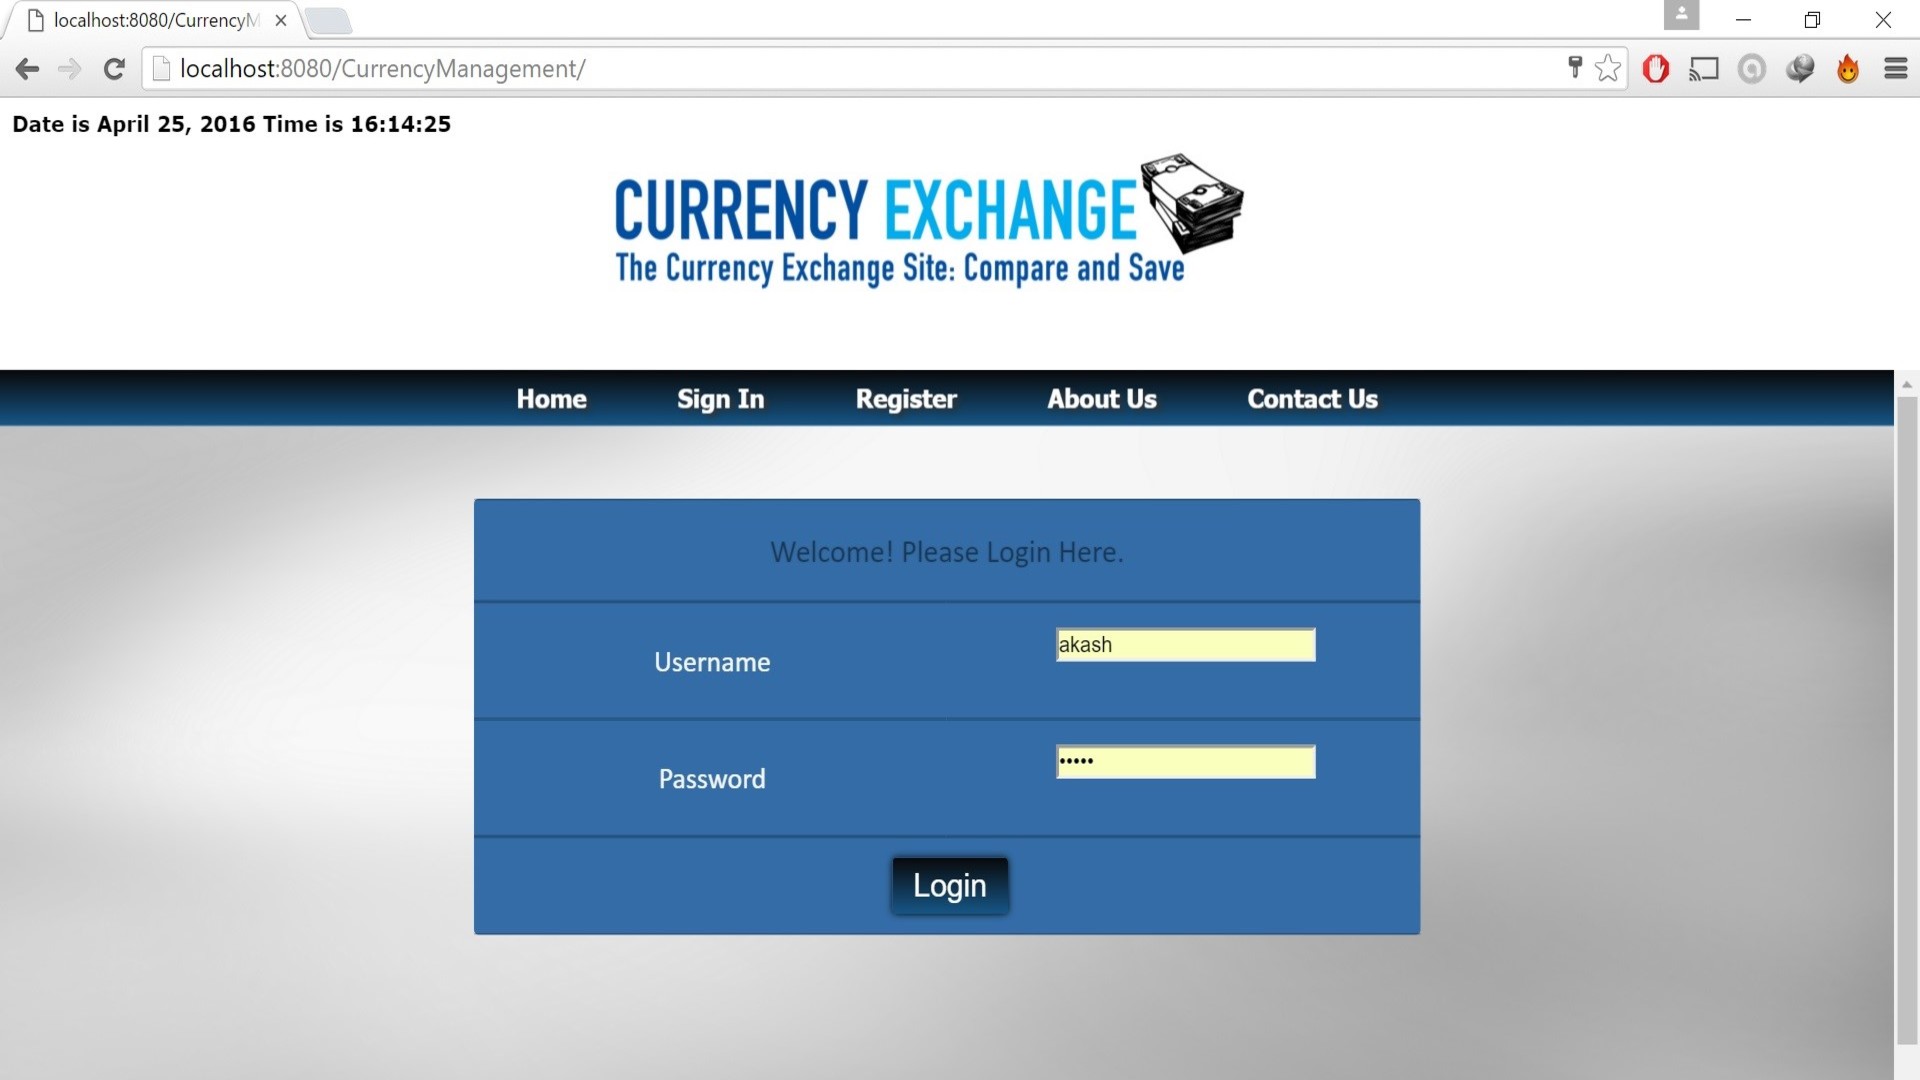 localhost:8080/CurrencyM
localhost:8080/CurrencyManagement/
Date is April 25, 2016 Time is 16:14:25
CURRENCY EXCHANGE
The Currency Exchange Site: Compare and Save
Home Sign In Register About Us Contact Us
Welcome! Please Login Here.
Username akash
Password •••••
Login